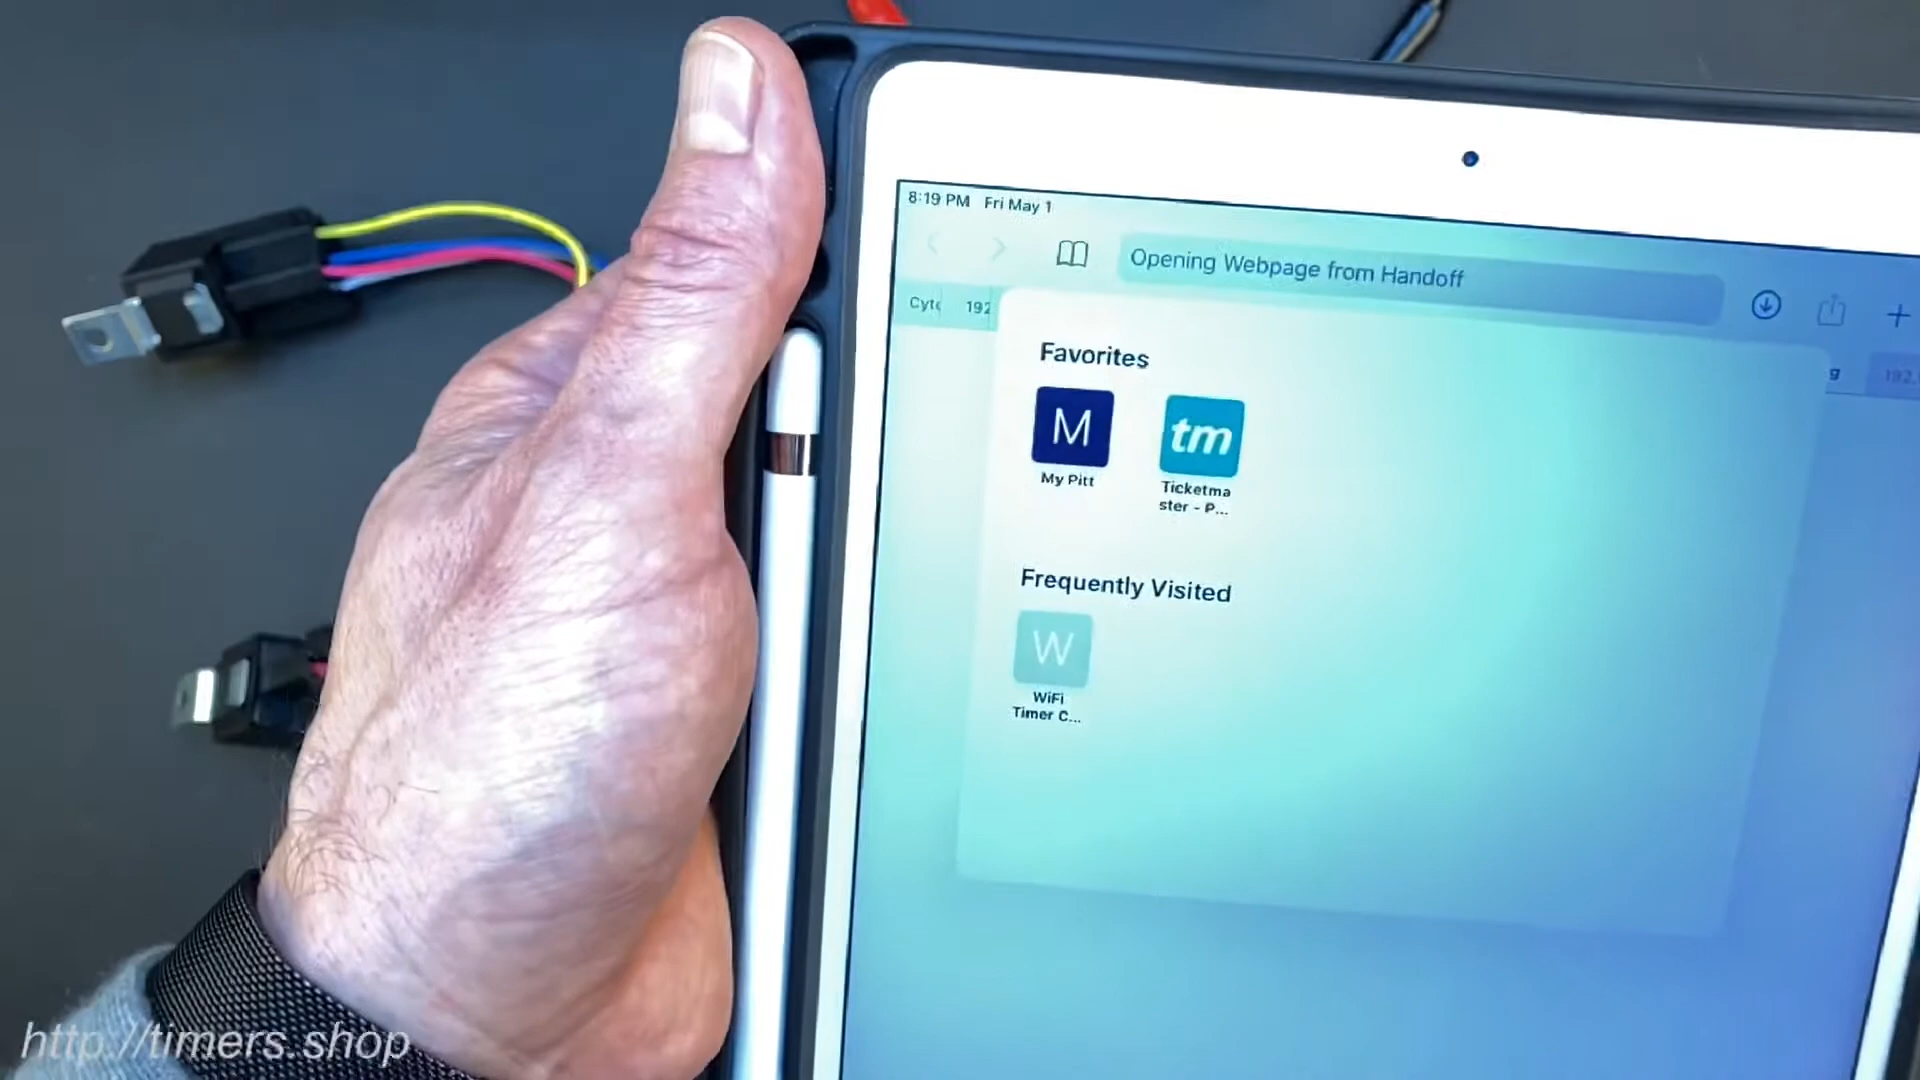 8:19 PM Fri May 1
Opening Webpage from Handoff
192
g
192.
Favorites
M
tm
My Pitt
Ticketma
ster - P...
Frequently Visited
W
WiFi
Timer C...
http://timers.shop